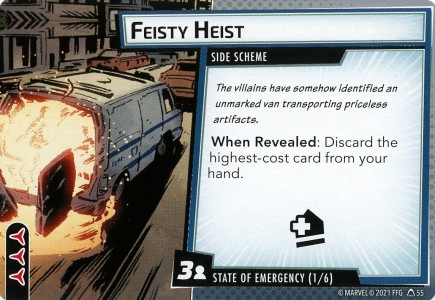 FEISTY HEIST
SIDE SCHEME
The villains have somehow identified an
unmarked van transporting priceless
artifacts.
When Revealed: Discard the
highest-cost card from your
hand.
3
STATE OF EMERGENCY (1/6)
© MARVEL © 2021 FFG 55